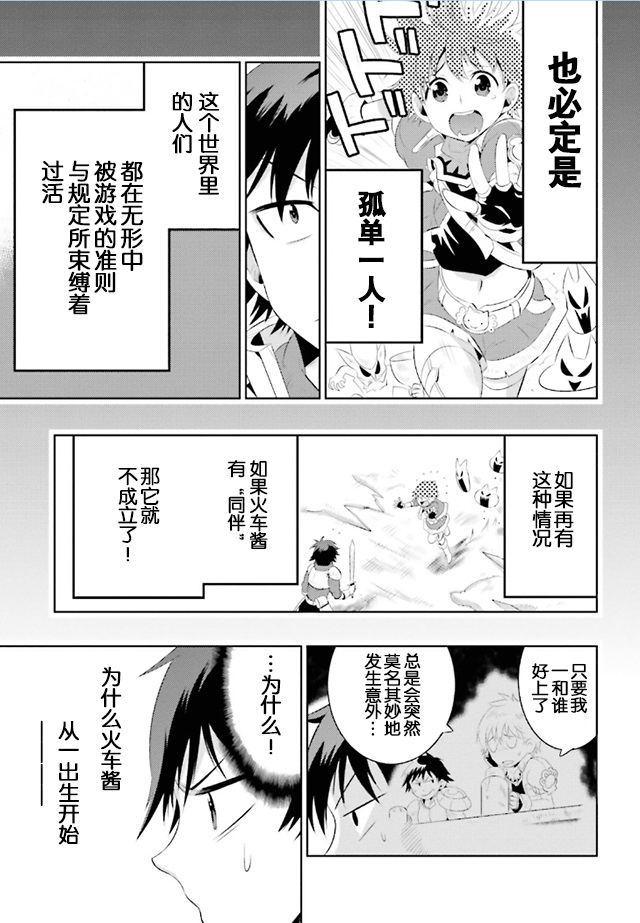 也必定是
ドドド
孤单一人！
这个世界里
的人们
都在无形中
被游戏的准则
与规定所束缚着
过活
如果再有
这种情况
如果火车酱
有“同伴”
那它就
不成立了！
只要我
一和谁
好上了
总是会突然
莫名其妙地
发生意外…
…为什么！
为什么火车酱
从一出生开始
——